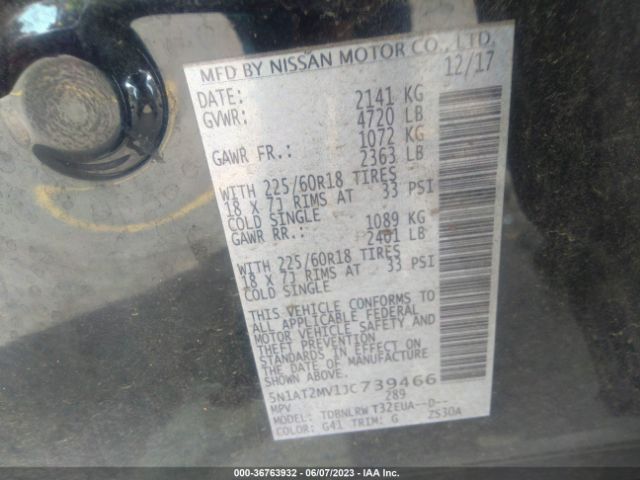 MFD BY NISSAN MOTOR CO., LTD.
DATE: 12/17
GVWR: 2141 KG
4720 LB
GAWR FR.: 1072 KG
2363 LB
WITH 225/60R18 TIRES
18 X 7J RIMS AT 33 PSI
COLD SINGLE
GAWR RR.: 1089 KG
2401 LB
WITH 225/60R18 TIRES
18 X 7J RIMS AT 33 PSI
COLD SINGLE
THIS VEHICLE CONFORMS TO
ALL APPLICABLE FEDERAL
MOTOR VEHICLE SAFETY AND
THEFT PREVENTION
STANDARDS IN EFFECT ON
THE DATE OF MANUFACTURE
5N1AT2MV1JC739466
MPV 289
MODEL: TDBNLRW T32EUA--D--
COLOR: G41 TRIM: G ZS30A
000-36763932 - 06/07/2023 - IAAI.com